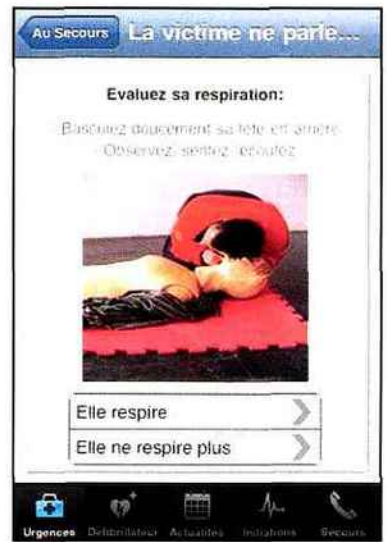 Au Secours La victime ne parle...
Evaluez sa respiration:
Basculez doucement sa tête en arrière
Observez, sentez, écoutez
Elle respire
Elle ne respire plus
Urgences Défibrillateur Actualités Initiations Secours